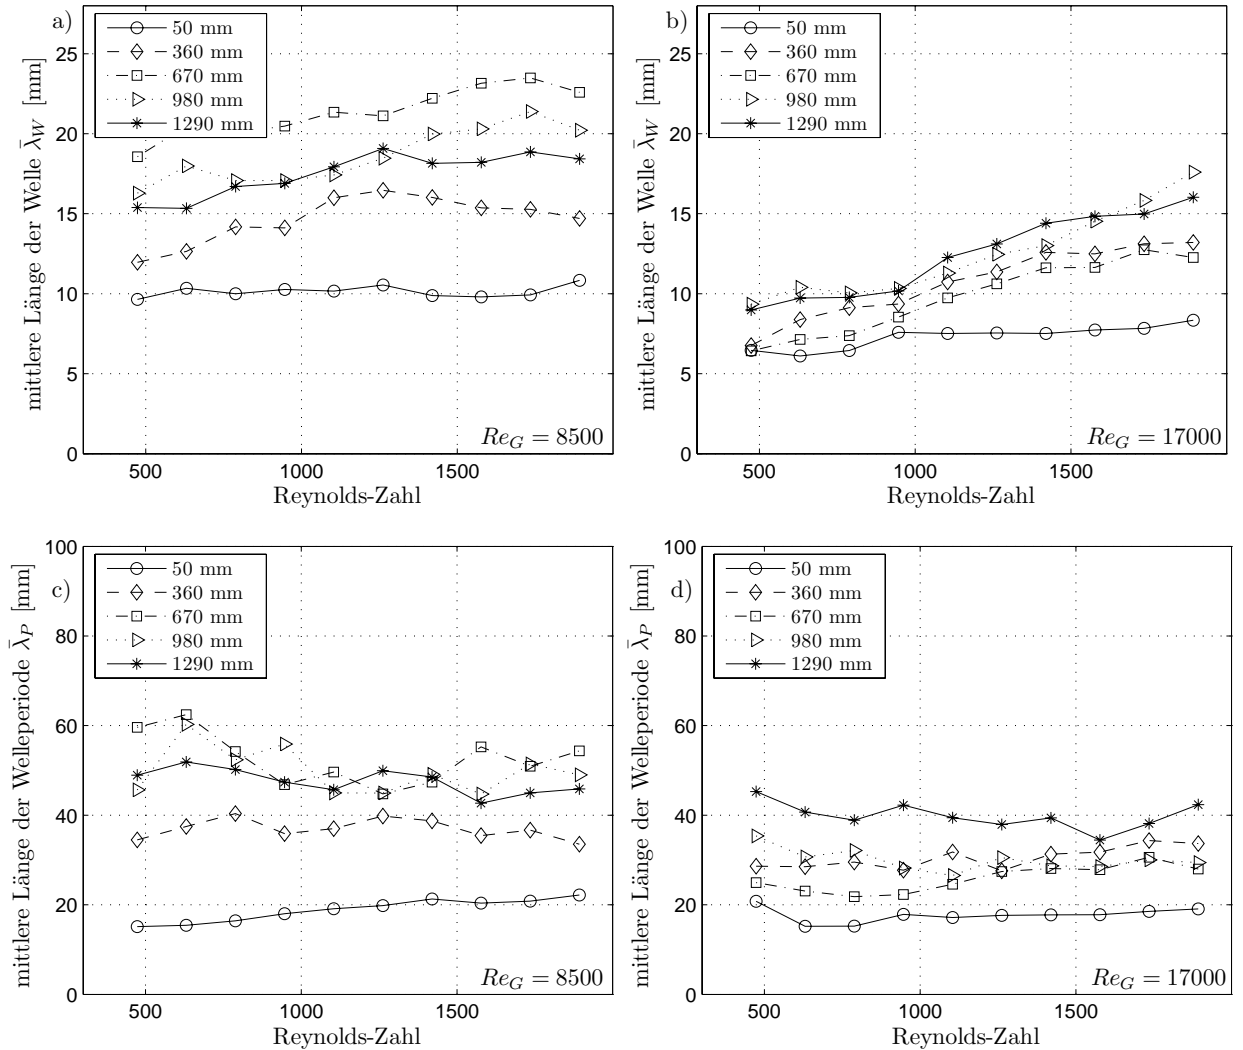 a)
mittlere Länge der Welle λ̄_W [mm]
25
20
15
10
5
0
50 mm
360 mm
670 mm
980 mm
1290 mm
Re_G = 8500
500 1000 1500
Reynolds-Zahl
b)
mittlere Länge der Welle λ̄_W [mm]
25
20
15
10
5
0
50 mm
360 mm
670 mm
980 mm
1290 mm
Re_G = 17000
500 1000 1500
Reynolds-Zahl
c)
mittlere Länge der Welleperiode λ̄_P [mm]
100
80
60
40
20
0
50 mm
360 mm
670 mm
980 mm
1290 mm
Re_G = 8500
500 1000 1500
Reynolds-Zahl
d)
mittlere Länge der Welleperiode λ̄_P [mm]
100
80
60
40
20
0
50 mm
360 mm
670 mm
980 mm
1290 mm
Re_G = 17000
500 1000 1500
Reynolds-Zahl